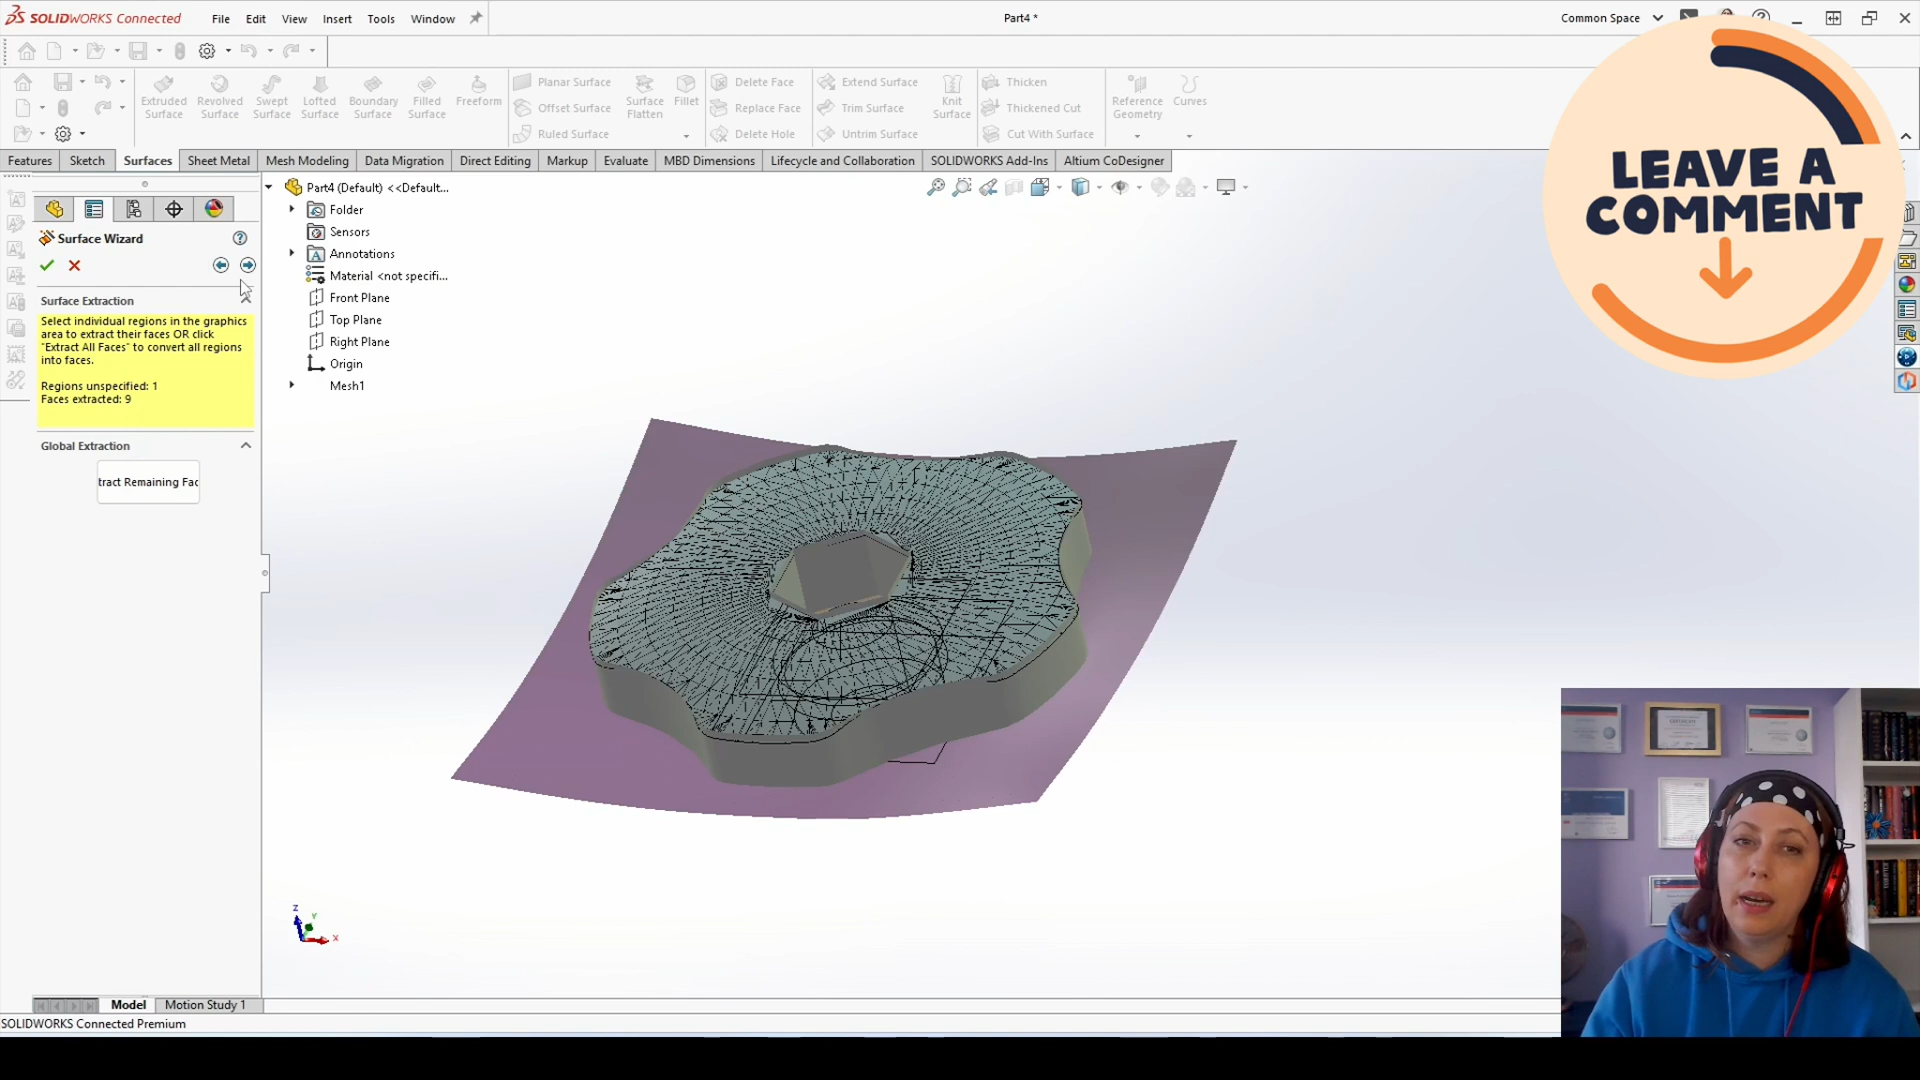 SOLIDWORKS Connected
File Edit View Insert Tools Window
Part4 *
Common Space
Extruded Surface
Revolved Surface
Swept Surface
Lofted Surface
Boundary Surface
Filled Surface
Freeform
Planar Surface
Offset Surface
Ruled Surface
Surface Flatten
Fillet
Delete Face
Replace Face
Delete Hole
Extend Surface
Trim Surface
Untrim Surface
Knit Surface
Thicken
Thickened Cut
Cut With Surface
Reference Geometry
Curves
Features Sketch Surfaces Sheet Metal Mesh Modeling Data Migration Direct Editing Markup Evaluate MBD Dimensions Lifecycle and Collaboration SOLIDWORKS Add-Ins Altium CoDesigner
LEAVE A
COMMENT
Surface Wizard
Surface Extraction
Select individual regions in the graphics
area to extract their faces OR click
"Extract All Faces" to convert all regions
into faces.
Regions unspecified: 1
Faces extracted: 9
Global Extraction
tract Remaining Fac
Part4 (Default) <<Default...
Folder
Sensors
Annotations
Material <not specifi...
Front Plane
Top Plane
Right Plane
Origin
Mesh1
Z
Y
X
Model Motion Study 1
SOLIDWORKS Connected Premium